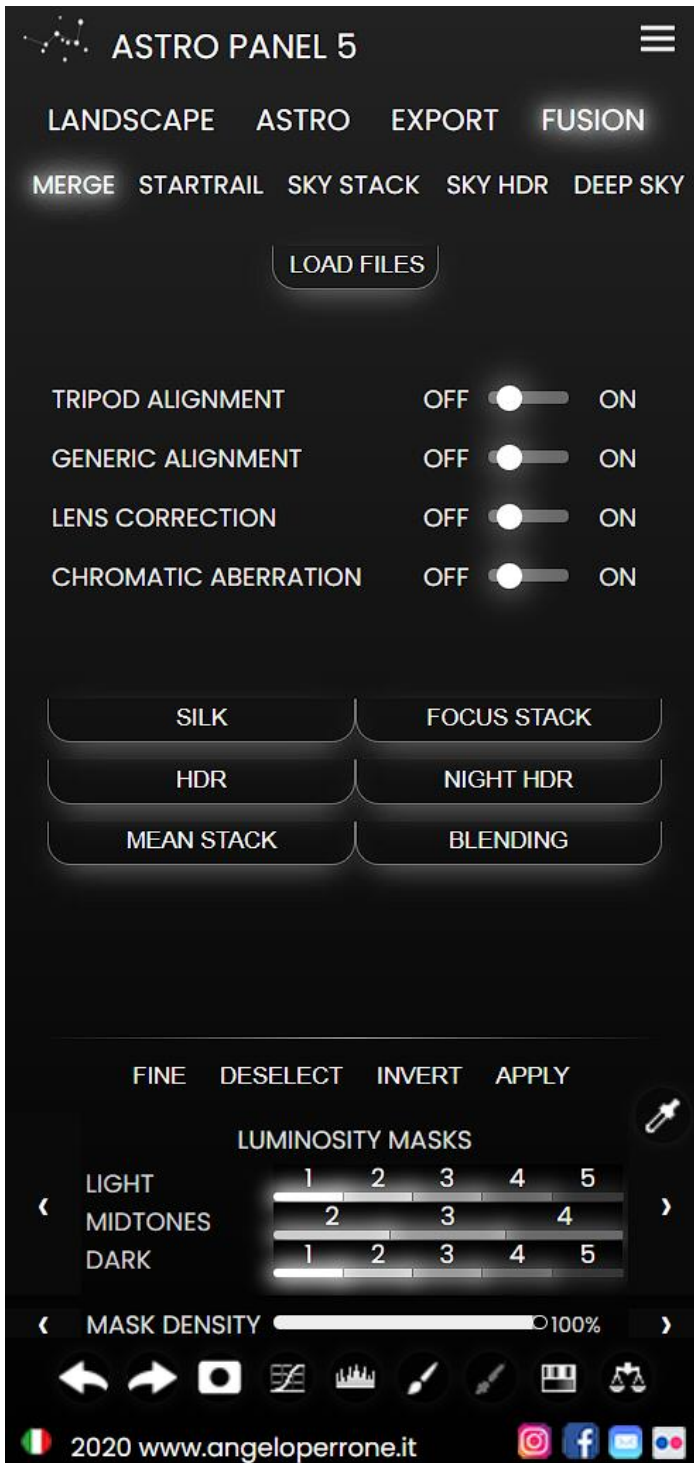 ASTRO PANEL 5
LANDSCAPE ASTRO EXPORT FUSION
MERGE STARTRAIL SKY STACK SKY HDR DEEP SKY
LOAD FILES
TRIPOD ALIGNMENT OFF ON
GENERIC ALIGNMENT OFF ON
LENS CORRECTION OFF ON
CHROMATIC ABERRATION OFF ON
SILK FOCUS STACK
HDR NIGHT HDR
MEAN STACK BLENDING
FINE DESELECT INVERT APPLY
LUMINOSITY MASKS
LIGHT 1 2 3 4 5
MIDTONES 2 3 4
DARK 1 2 3 4 5
MASK DENSITY 100%
2020 www.angeloperrone.it